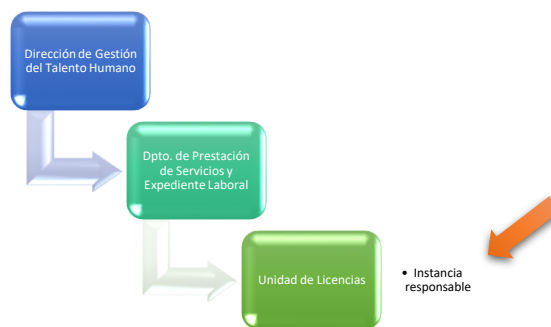 Dirección de Gestión
del Talento Humano
Dpto. de Prestación
de Servicios y
Expediente Laboral
Unidad de Licencias
• Instancia
responsable